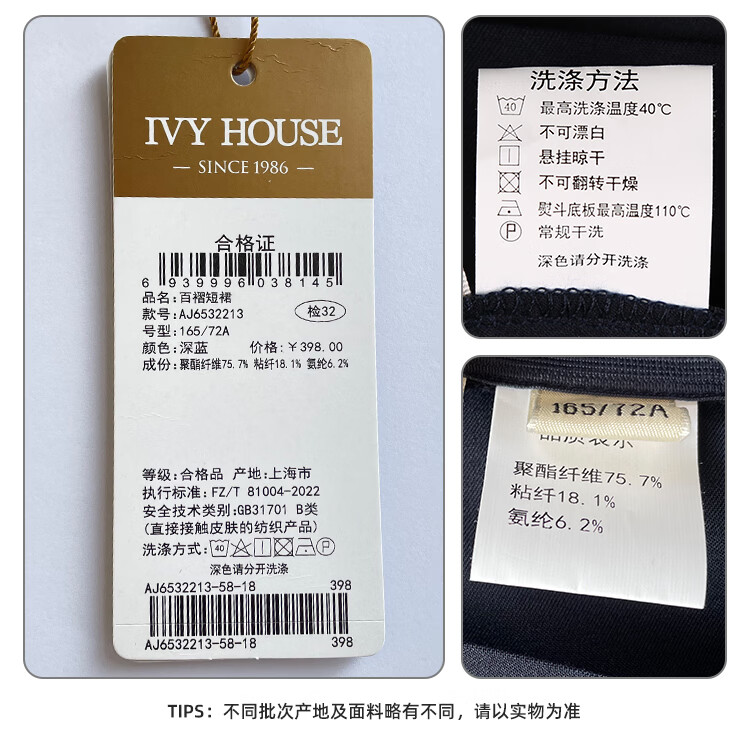 IVY HOUSE
— SINCE 1986 —
合格证
6 939996 038145
品名:百褶短裙
款号:AJ6532213
检32
号型:165/72A
颜色:深蓝 价格:¥398.00
成份:聚酯纤维75.7% 粘纤18.1% 氨纶6.2%
等级:合格品 产地:上海市
执行标准:FZ/T 81004-2022
安全技术类别:GB31701 B类
(直接接触皮肤的纺织产品)
洗涤方式:40 P
深色请分开洗涤
AJ6532213-58-18 398
AJ6532213-58-18 398
洗涤方法
40 最高洗涤温度40℃
不可漂白
悬挂晾干
不可翻转干燥
熨斗底板最高温度110℃
P 常规干洗
深色请分开洗涤
165/72A
品质表示
聚酯纤维75.7%
粘纤18.1%
氨纶6.2%
TIPS：不同批次产地及面料略有不同，请以实物为准